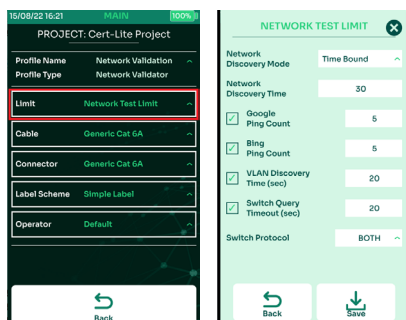 15/08/22 16:21 MAIN 100%
PROJECT: Cert-Lite Project
Profile Name Network Validation
Profile Type Network Validator
Limit Network Test Limit
Cable Generic Cat 6A
Connector Generic Cat 6A
Label Scheme Simple Label
Operator Default
Back
NETWORK TEST LIMIT
Network
Discovery Mode Time Bound
Network
Discovery Time 30
Google
Ping Count 5
Bing
Ping Count 5
VLAN Discovery
Time (sec) 20
Switch Query
Timeout (sec) 20
Switch Protocol BOTH
Back Save